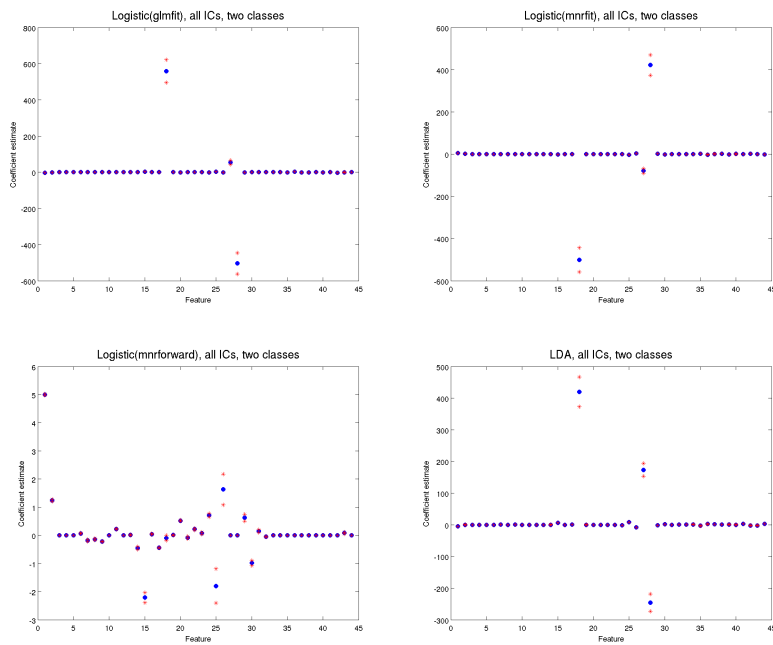 Logistic(glmfit), all ICs, two classes
800
600
400
200
0
-200
-400
-600
Coefficient estimate
0 5 10 15 20 25 30 35 40 45
Feature
Logistic(mnrfit), all ICs, two classes
600
400
200
0
-200
-400
-600
Coefficient estimate
0 5 10 15 20 25 30 35 40 45
Feature
Logistic(mnrforward), all ICs, two classes
6
5
4
3
2
1
0
-1
-2
-3
Coefficient estimate
0 5 10 15 20 25 30 35 40 45
Feature
LDA, all ICs, two classes
500
400
300
200
100
0
-100
-200
-300
Coefficient estimate
0 5 10 15 20 25 30 35 40 45
Feature